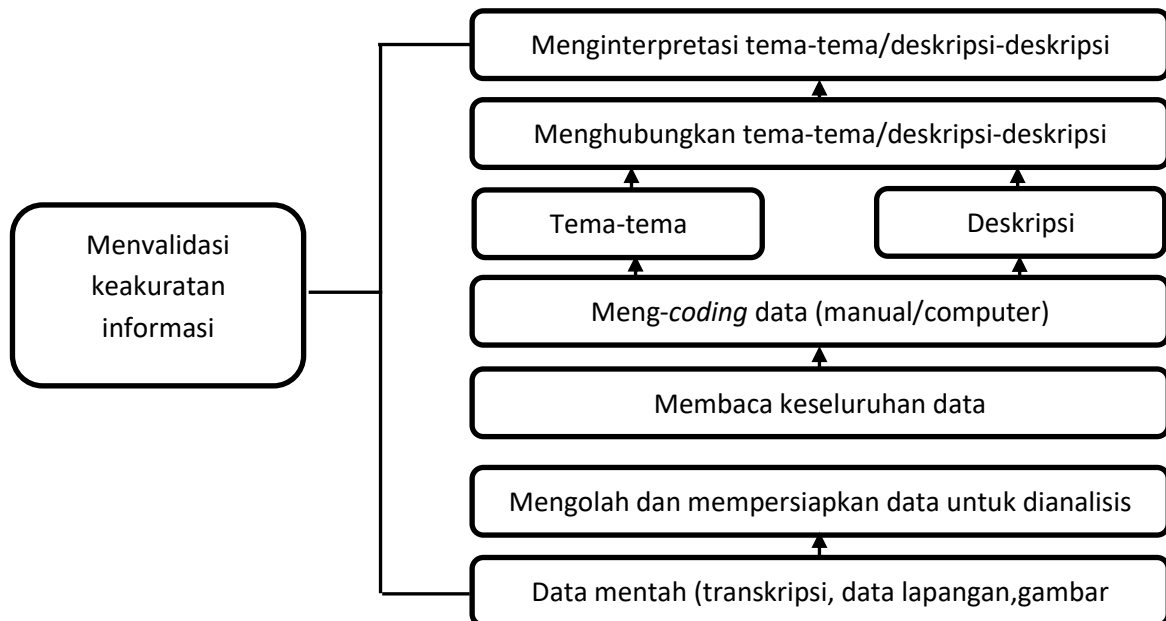 Menginterpretasi tema-tema/deskripsi-deskripsi
Menghubungkan tema-tema/deskripsi-deskripsi
Tema-tema
Deskripsi
Menvalidasi
keakuratan
informasi
Meng-coding data (manual/computer)
Membaca keseluruhan data
Mengolah dan mempersiapkan data untuk dianalisis
Data mentah (transkripsi, data lapangan,gambar